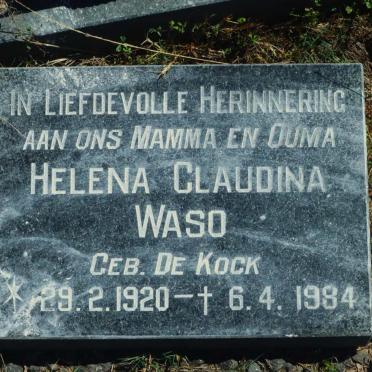 IN LIEFDEVOLLE HERINNERING
AAN ONS MAMMA EN OUMA
HELENA CLAUDINA
WASO
GEB. DE KOCK
* 29. 2. 1920 — † 6. 4. 1984